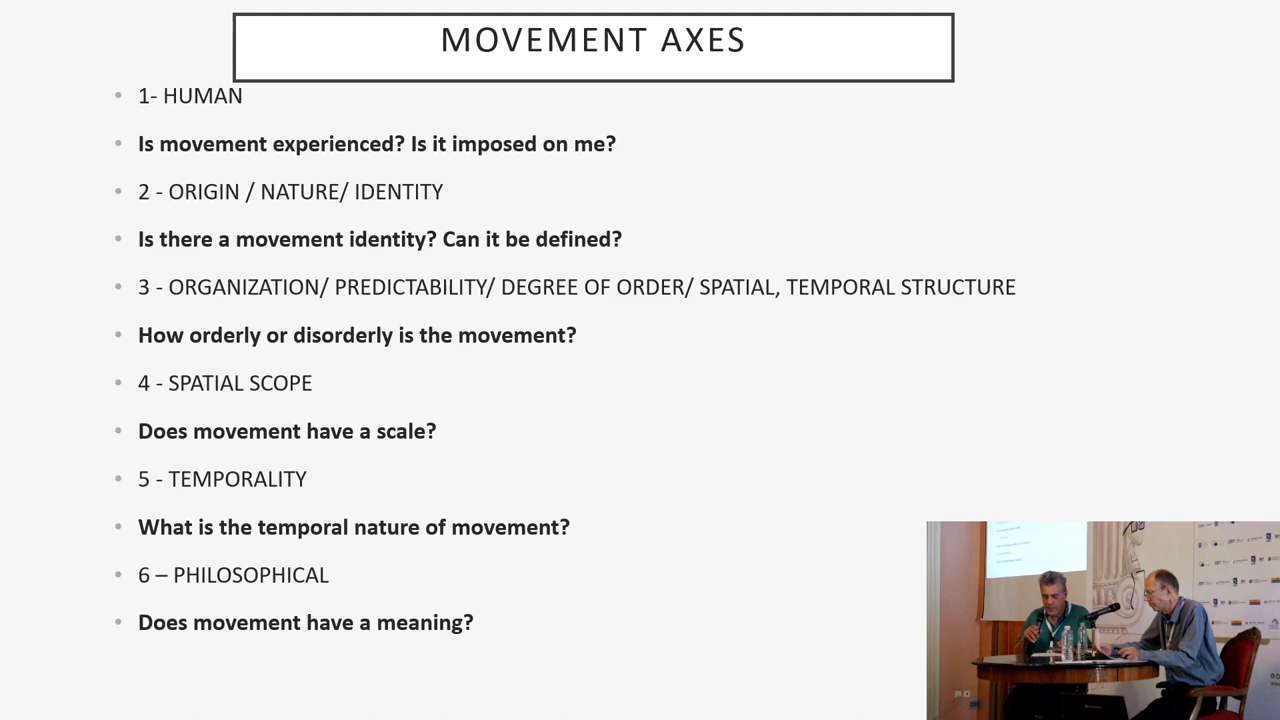 MOVEMENT AXES
• 1- HUMAN
• Is movement experienced? Is it imposed on me?
• 2 - ORIGIN / NATURE/ IDENTITY
• Is there a movement identity? Can it be defined?
• 3 - ORGANIZATION/ PREDICTABILITY/ DEGREE OF ORDER/ SPATIAL, TEMPORAL STRUCTURE
• How orderly or disorderly is the movement?
• 4 - SPATIAL SCOPE
• Does movement have a scale?
• 5 - TEMPORALITY
• What is the temporal nature of movement?
• 6 – PHILOSOPHICAL
• Does movement have a meaning?